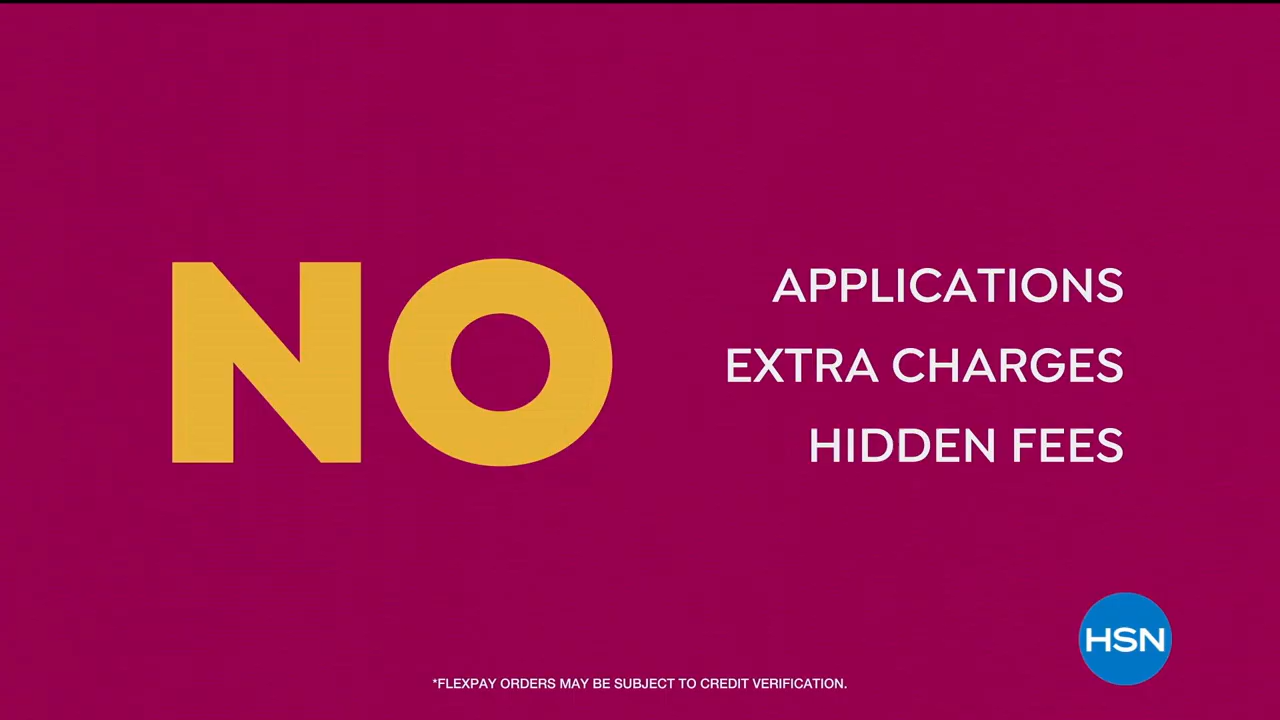 NO
APPLICATIONS
EXTRA CHARGES
HIDDEN FEES
HSN
*FLEXPAY ORDERS MAY BE SUBJECT TO CREDIT VERIFICATION.